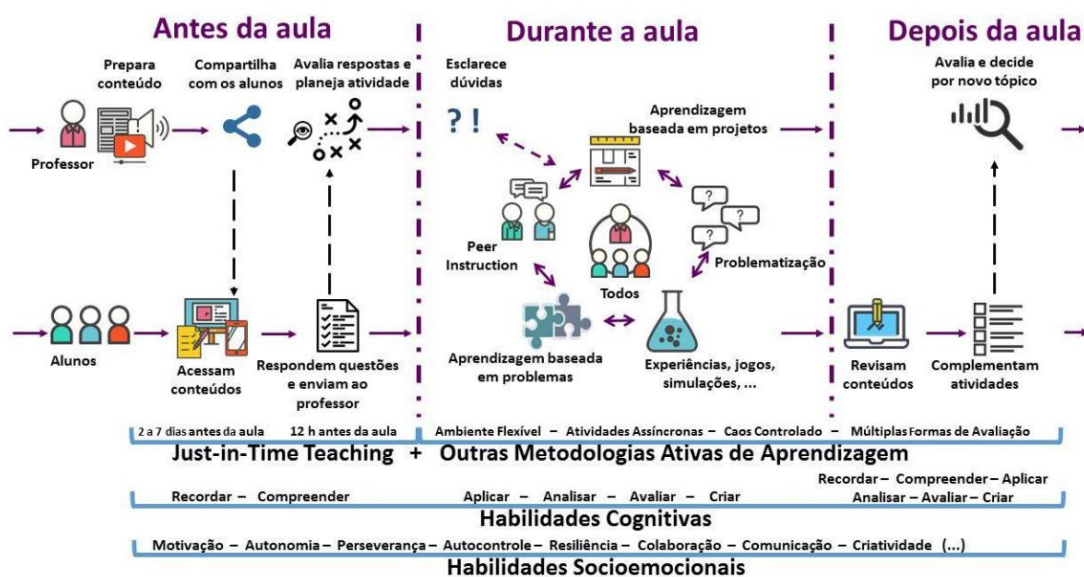 Antes da aula
Durante a aula
Depois da aula
Prepara
conteúdo
Compartilha
com os alunos
Avalia respostas e
planeja atividade
Esclarece
dúvidas
? !
Aprendizagem
baseada em projetos
Avalia e decide
por novo tópico
Professor
Peer
Instruction
Todos
?
?
?
Problematização
Alunos
Acessam
conteúdos
Respondem questões
e enviam ao
professor
Aprendizagem baseada
em problemas
Experiências, jogos,
simulações, ...
Revisam
conteúdos
Complementam
atividades
2 a 7 dias antes da aula
12 h antes da aula
Ambiente Flexível – Atividades Assíncronas – Caos Controlado – Múltiplas Formas de Avaliação
Just-in-Time Teaching + Outras Metodologias Ativas de Aprendizagem
Recordar – Compreender
Aplicar – Analisar – Avaliar – Criar
Recordar – Compreender – Aplicar
Analisar – Avaliar – Criar
Habilidades Cognitivas
Motivação – Autonomia – Perseverança – Autocontrole – Resiliência – Colaboração – Comunicação – Criatividade (...)
Habilidades Socioemocionais